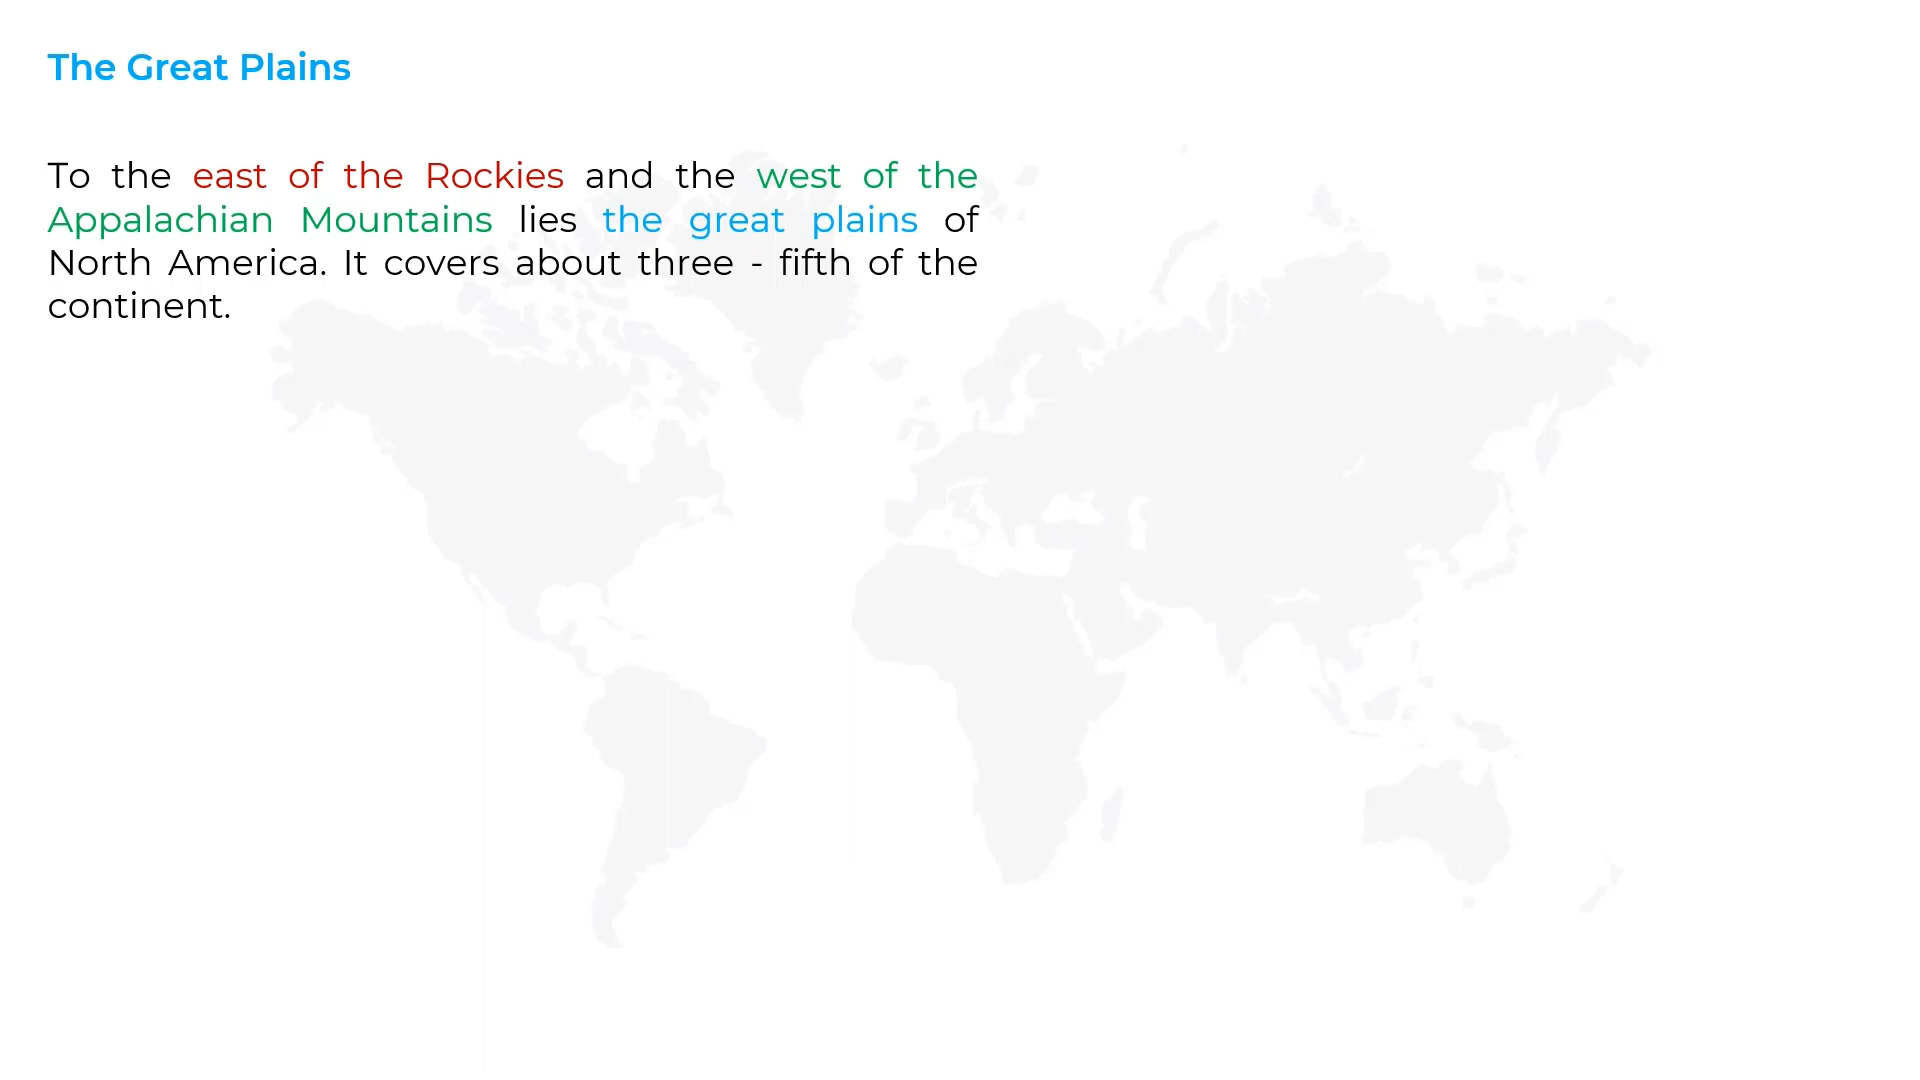 The Great Plains
To the east of the Rockies and the west of the
Appalachian Mountains lies the great plains of
North America. It covers about three - fifth of the
continent.